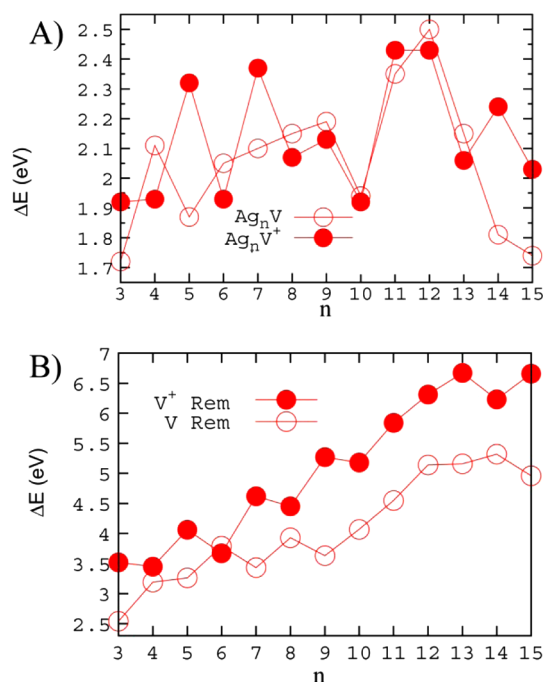 A)
2.5
2.4
2.3
2.2
2.1
2
1.9
1.8
1.7
ΔE (eV)
AgnV
AgnV+
3 4 5 6 7 8 9 10 11 12 13 14 15
n
B)
7
6.5
6
5.5
5
4.5
4
3.5
3
2.5
ΔE (eV)
V+ Rem
V Rem
3 4 5 6 7 8 9 10 11 12 13 14 15
n